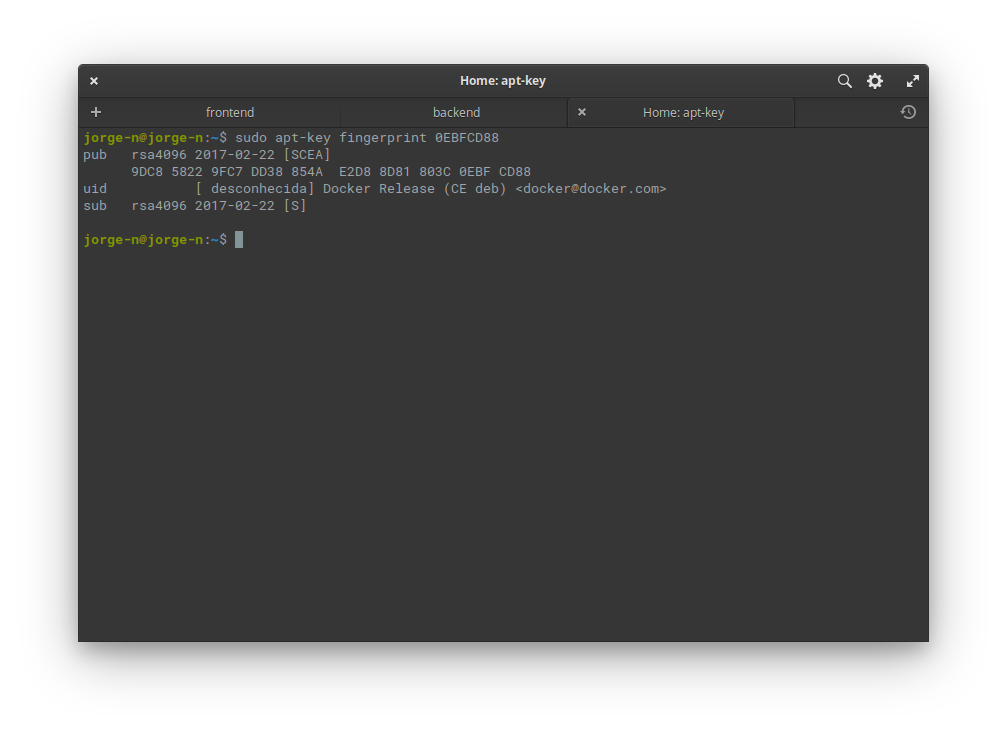 Home: apt-key
frontend
backend
Home: apt-key
jorge-n@jorge-n:~$ sudo apt-key fingerprint 0EBFCD88
pub   rsa4096 2017-02-22 [SCEA]
      9DC8 5822 9FC7 DD38 854A  E2D8 8D81 803C 0EBF CD88
uid           [ desconhecida] Docker Release (CE deb) <docker@docker.com>
sub   rsa4096 2017-02-22 [S]
jorge-n@jorge-n:~$